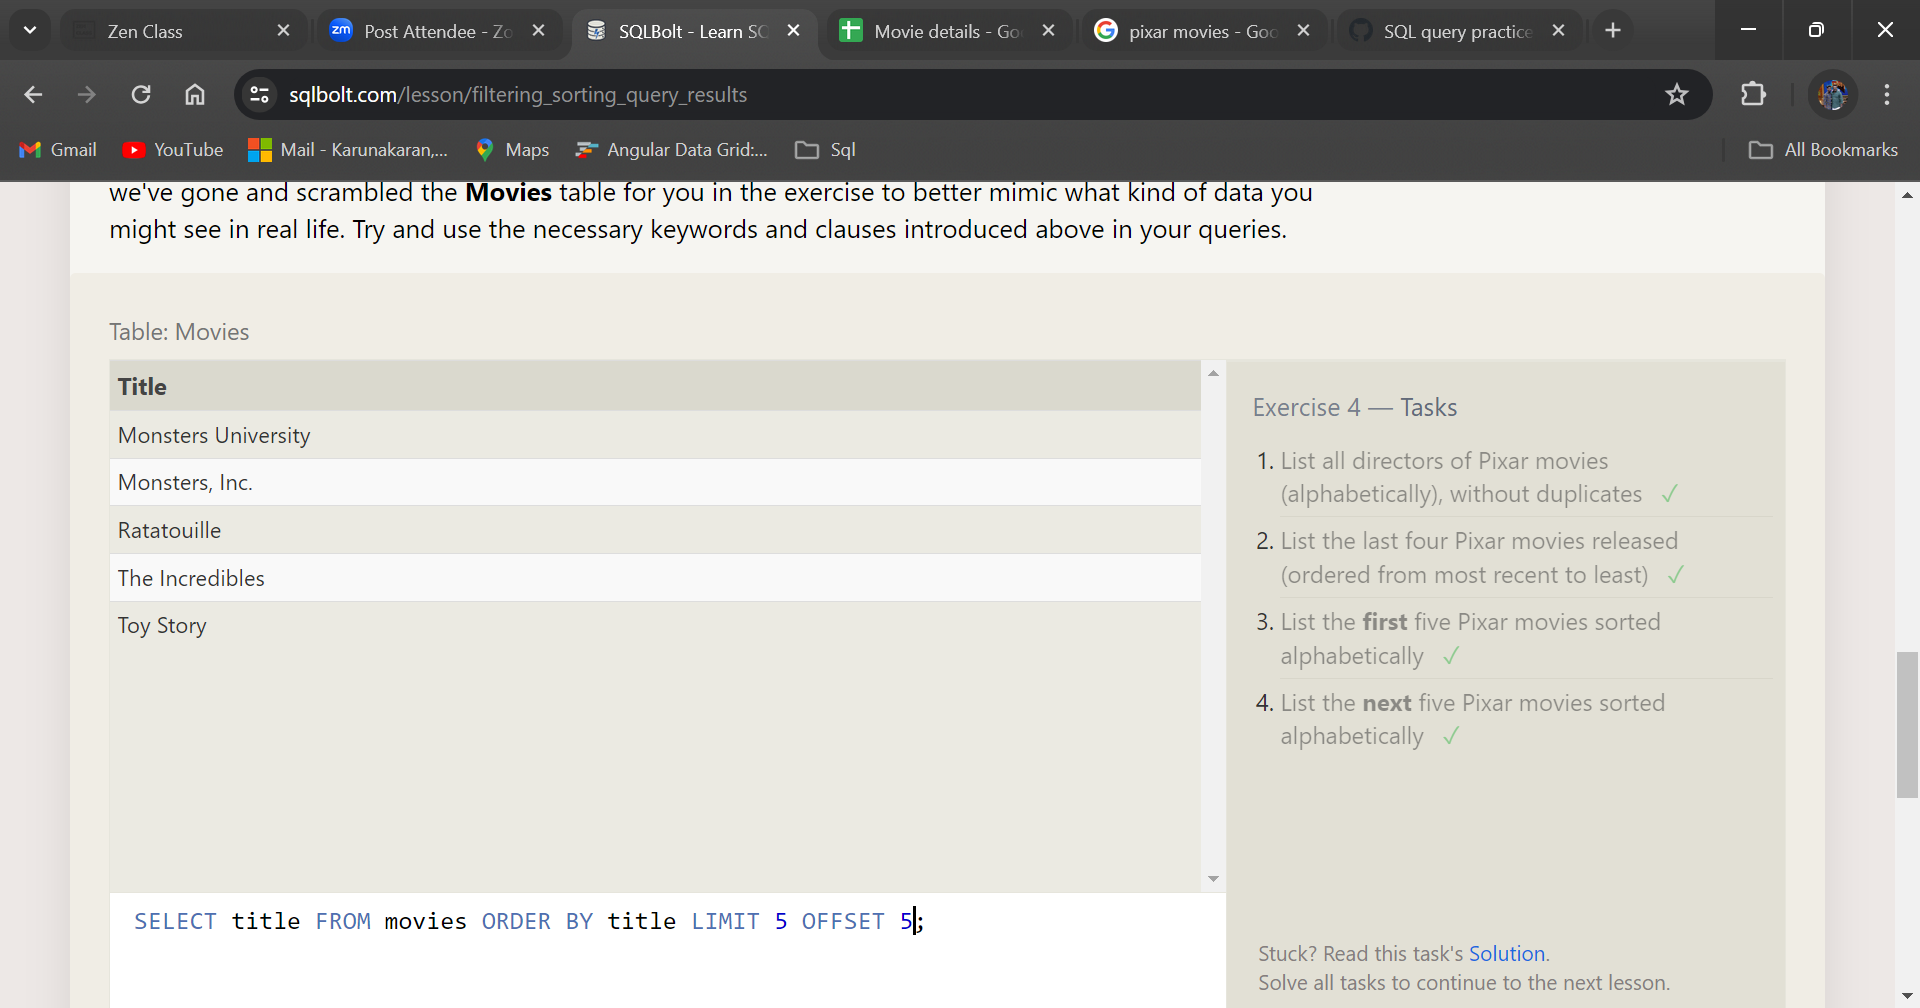 Zen Class
zm Post Attendee - Zo
SQLBolt - Learn SQ
Movie details - Goo
pixar movies - Goo
SQL query practice
sqlbolt.com/lesson/filtering_sorting_query_results
Gmail
YouTube
Mail - Karunakaran,...
Maps
Angular Data Grid:...
Sql
All Bookmarks
we've gone and scrambled the Movies table for you in the exercise to better mimic what kind of data you
might see in real life. Try and use the necessary keywords and clauses introduced above in your queries.
Table: Movies
Title
Monsters University
Monsters, Inc.
Ratatouille
The Incredibles
Toy Story
SELECT title FROM movies ORDER BY title LIMIT 5 OFFSET 5;
Exercise 4 — Tasks
1. List all directors of Pixar movies
(alphabetically), without duplicates ✓
2. List the last four Pixar movies released
(ordered from most recent to least) ✓
3. List the first five Pixar movies sorted
alphabetically ✓
4. List the next five Pixar movies sorted
alphabetically ✓
Stuck? Read this task's Solution.
Solve all tasks to continue to the next lesson.